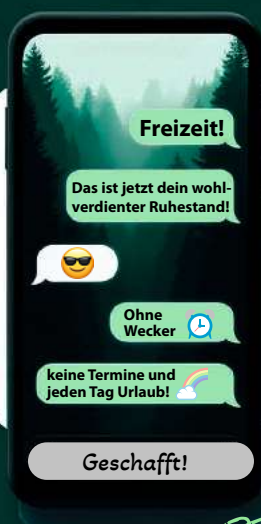 Freizeit!
Das ist jetzt dein wohl-
verdienter Ruhestand!
😎
Ohne
Wecker ⏰
keine Termine und
jeden Tag Urlaub! 🌈
Geschafft!